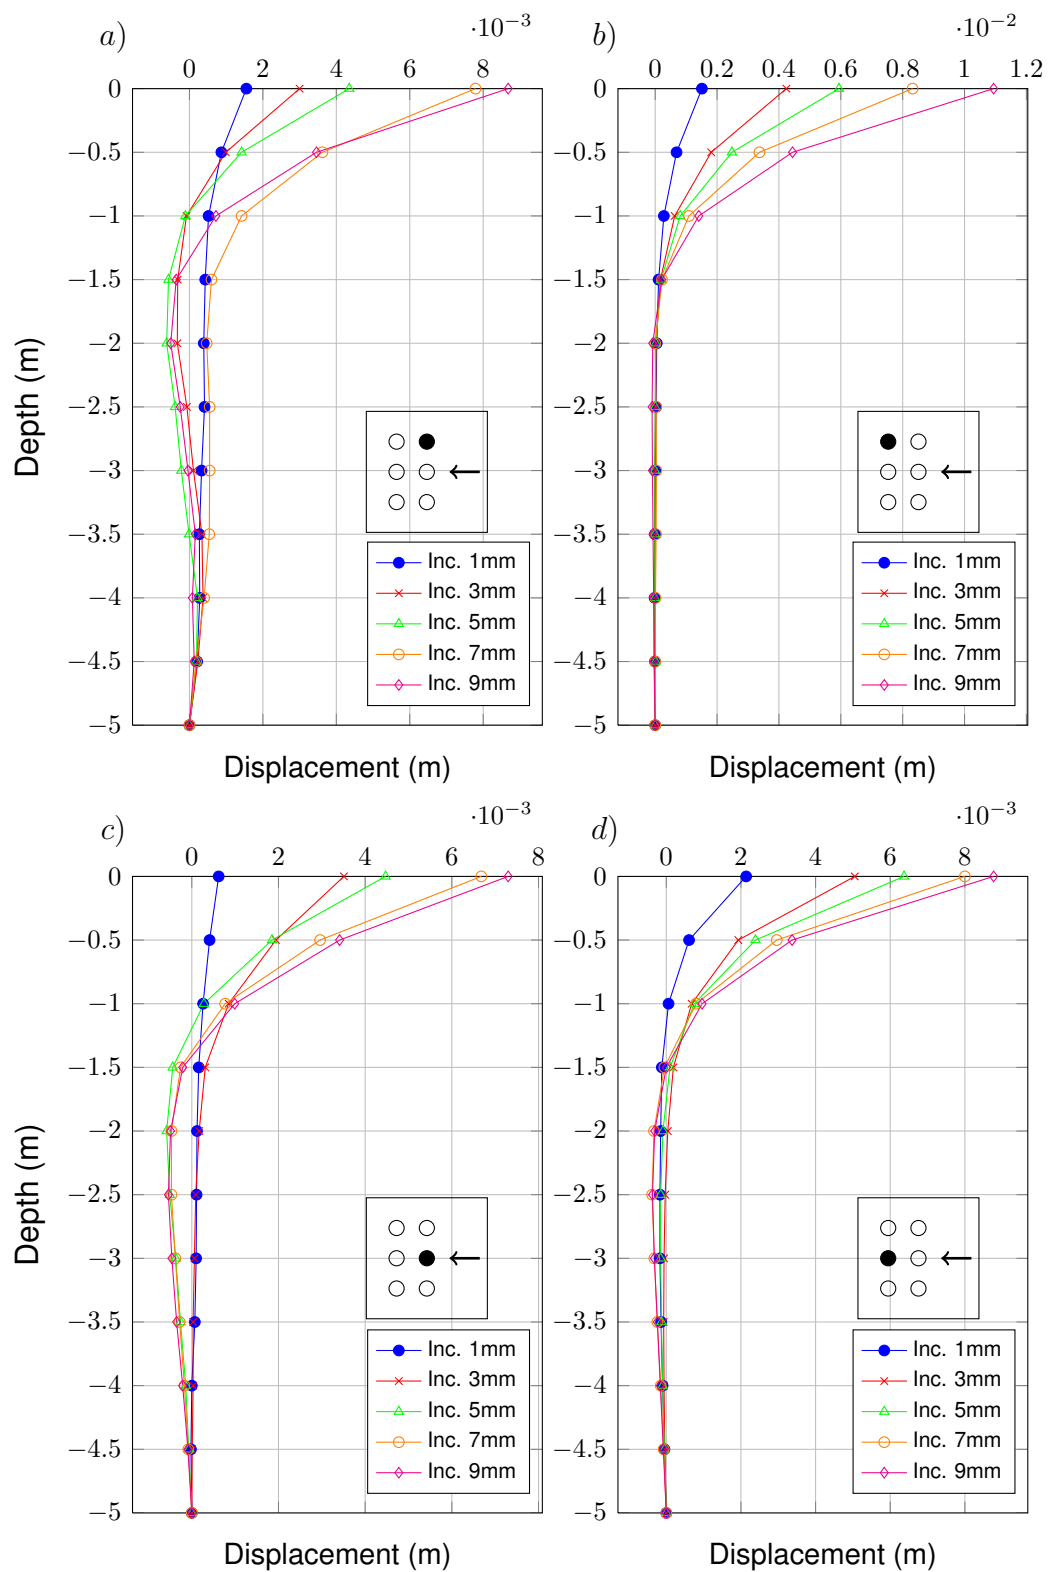 a)
·10⁻³
0 2 4 6 8
0
−0.5
−1
−1.5
−2
−2.5
−3
−3.5
−4
−4.5
−5
Depth (m)
Inc. 1mm
Inc. 3mm
Inc. 5mm
Inc. 7mm
Inc. 9mm
Displacement (m)
b)
·10⁻²
0 0.2 0.4 0.6 0.8 1 1.2
0
−0.5
−1
−1.5
−2
−2.5
−3
−3.5
−4
−4.5
−5
Inc. 1mm
Inc. 3mm
Inc. 5mm
Inc. 7mm
Inc. 9mm
Displacement (m)
c)
·10⁻³
0 2 4 6 8
0
−0.5
−1
−1.5
−2
−2.5
−3
−3.5
−4
−4.5
−5
Depth (m)
Inc. 1mm
Inc. 3mm
Inc. 5mm
Inc. 7mm
Inc. 9mm
Displacement (m)
d)
·10⁻³
0 2 4 6 8
0
−0.5
−1
−1.5
−2
−2.5
−3
−3.5
−4
−4.5
−5
Inc. 1mm
Inc. 3mm
Inc. 5mm
Inc. 7mm
Inc. 9mm
Displacement (m)